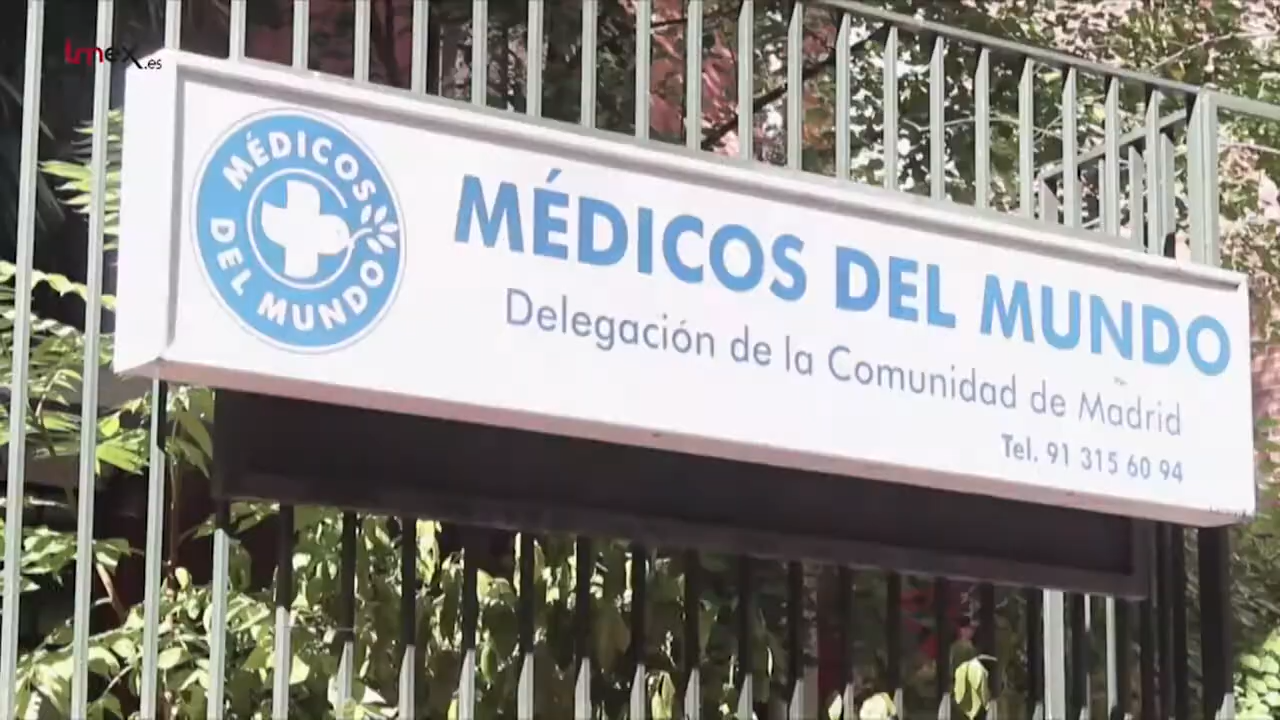 tmex.es
MÉDICOS
DEL MUNDO
MÉDICOS DEL MUNDO
Delegación de la Comunidad de Madrid
Tel. 91 315 60 94